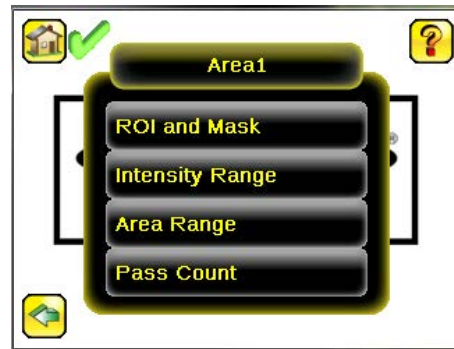 Area1
?
ROI and Mask
Intensity Range
Area Range
Pass Count
®